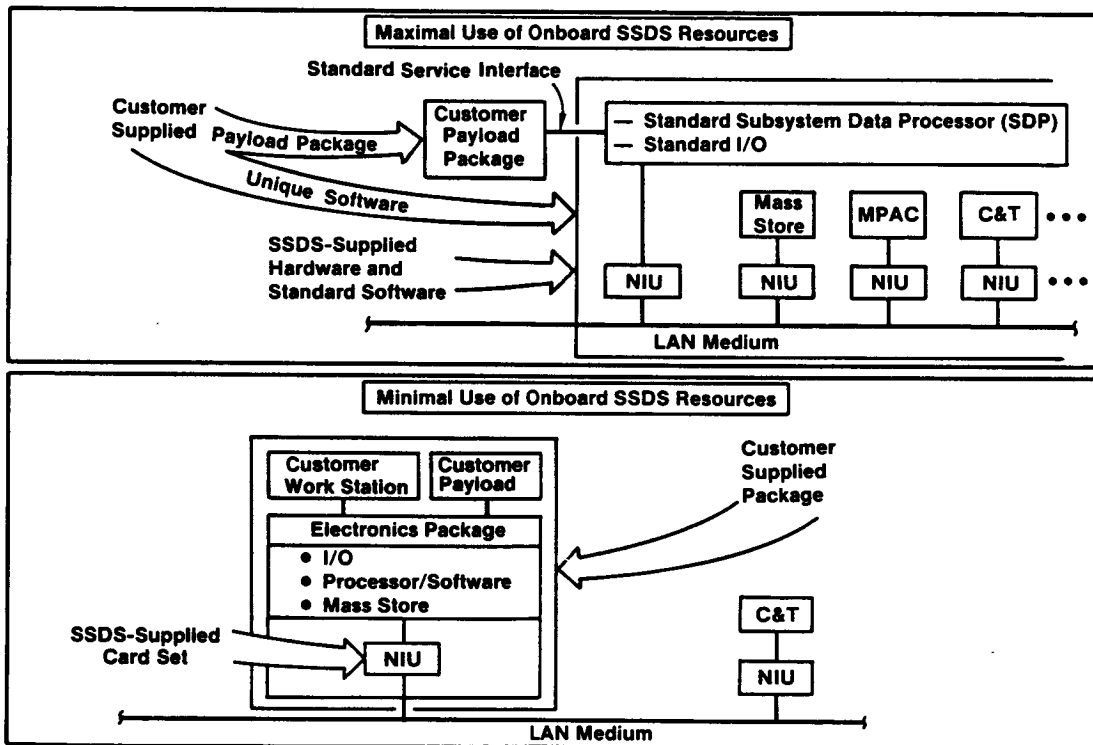 Maximal Use of Onboard SSDS Resources
Standard Service Interface
Customer
Supplied
Payload Package
Unique Software
Customer
Payload
Package
— Standard Subsystem Data Processor (SDP)
— Standard I/O
Mass
Store
MPAC
C&T
SSDS-Supplied
Hardware and
Standard Software
NIU
NIU
NIU
NIU
LAN Medium
Minimal Use of Onboard SSDS Resources
Customer
Work Station
Customer
Payload
Customer
Supplied
Package
Electronics Package
● I/O
● Processor/Software
● Mass Store
SSDS-Supplied
Card Set
NIU
C&T
NIU
LAN Medium